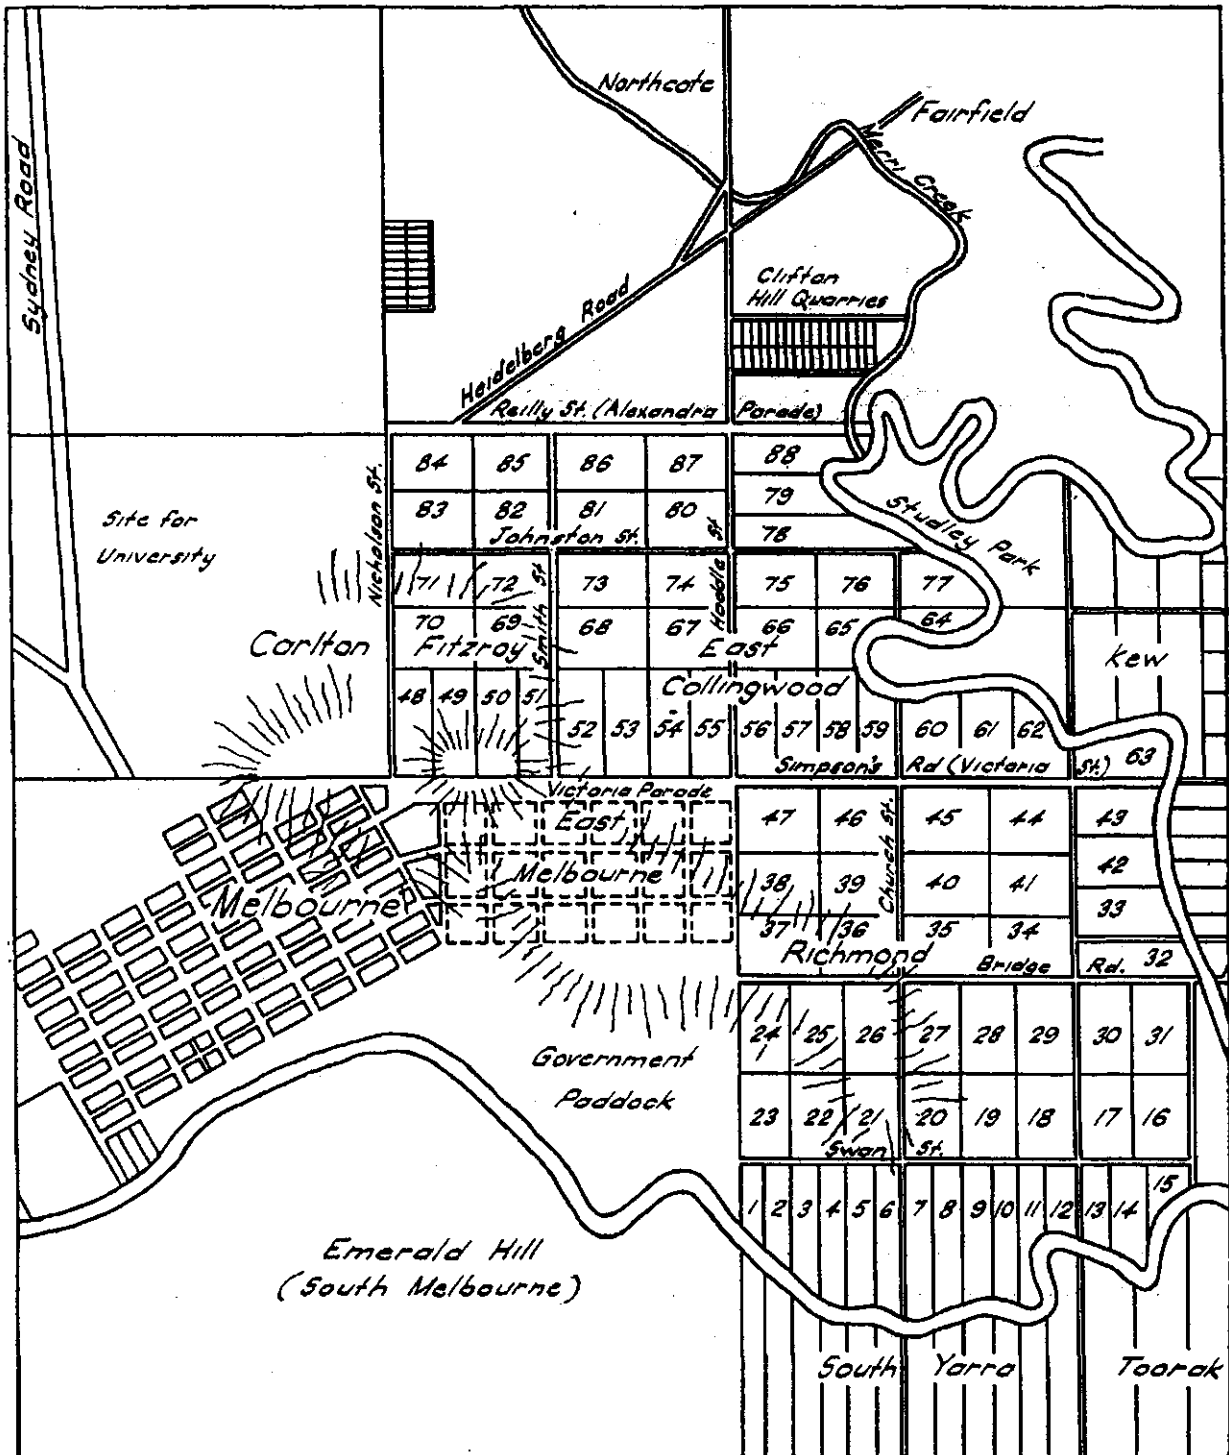 Northcote
Fairfield
Merri Creek
Sydney Road
Clifton
Hill Quarries
Heidelberg Road
Reilly St. (Alexandra Parade)
84 85 86 87 88
83 82 81 80 79
Johnston St.
78
Site for
University
Nicholson St.
Studley Park
71 72 73 74 75 76 77
Smith St
Hoddle St
70 69 68 67 66 65 64
Carlton
Fitzroy
East
Collingwood
Kew
48 49 50 51 52 53 54 55 56 57 58 59 60 61 62 63
Simpson's Rd (Victoria St.)
Victoria Parade
East
Melbourne
Melbourne
47 46 45 44 43
Church St.
38 39 40 41 42
33
37 36 35 34
Richmond
Bridge Rd. 32
24 25 26 27 28 29 30 31
Government
Paddock
23 22 21 20 19 18 17 16
Swan St.
1 2 3 4 5 6 7 8 9 10 11 12 13 14 15
Emerald Hill
(South Melbourne)
South Yarra
Toorak